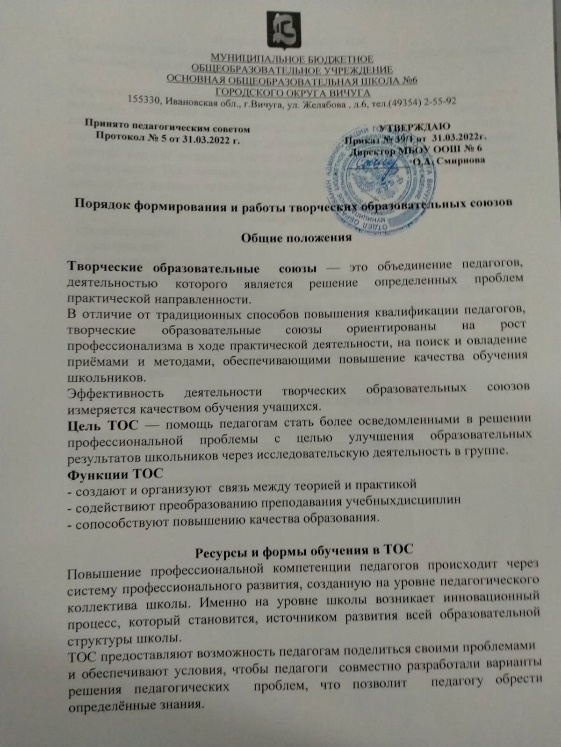 МУНИЦИПАЛЬНОЕ БЮДЖЕТНОЕ
ОБЩЕОБРАЗОВАТЕЛЬНОЕ УЧРЕЖДЕНИЕ
ОСНОВНАЯ ОБЩЕОБРАЗОВАТЕЛЬНАЯ ШКОЛА №6
ГОРОДСКОГО ОКРУГА ВИЧУГА
155330, Ивановская обл., г.Вичуга, ул. Желябова , д.6, тел.(49354) 2-55-92
Принято педагогическим советом
Протокол № 5 от 31.03.2022 г.
УТВЕРЖДАЮ
Приказ № 39/1 от 31.03.2022г.
Директор МБОУ ООШ № 6
О.А. Смирнова
Порядок формирования и работы творческих образовательных союзов
Общие положения
Творческие образовательные союзы — это объединение педагогов,
деятельностью которого является решение определенных проблем
практической направленности.
В отличие от традиционных способов повышения квалификации педагогов,
творческие образовательные союзы ориентированы на рост
профессионализма в ходе практической деятельности, на поиск и овладение
приёмами и методами, обеспечивающими повышение качества обучения
школьников.
Эффективность деятельности творческих образовательных союзов
измеряется качеством обучения учащихся.
Цель ТОС — помощь педагогам стать более осведомленными в решении
профессиональной проблемы с целью улучшения образовательных
результатов школьников через исследовательскую деятельность в группе.
Функции ТОС
- создают и организуют связь между теорией и практикой
- содействиют преобразованию преподавания учебныхдисциплин
- сопособствуют повышению качества образования.
Ресурсы и формы обучения в ТОС
Повышение профессиональной компетенции педагогов происходит через
систему профессионального развития, созданную на уровне педагогического
коллектива школы. Именно на уровне школы возникает инновационный
процесс, который становится, источником развития всей образовательной
структуры школы.
ТОС предоставляют возможность педагогам поделиться своими проблемами
и обеспечивают условия, чтобы педагоги совместно разработали варианты
решения педагогических проблем, что позволит педагогу обрести
определённые знания.